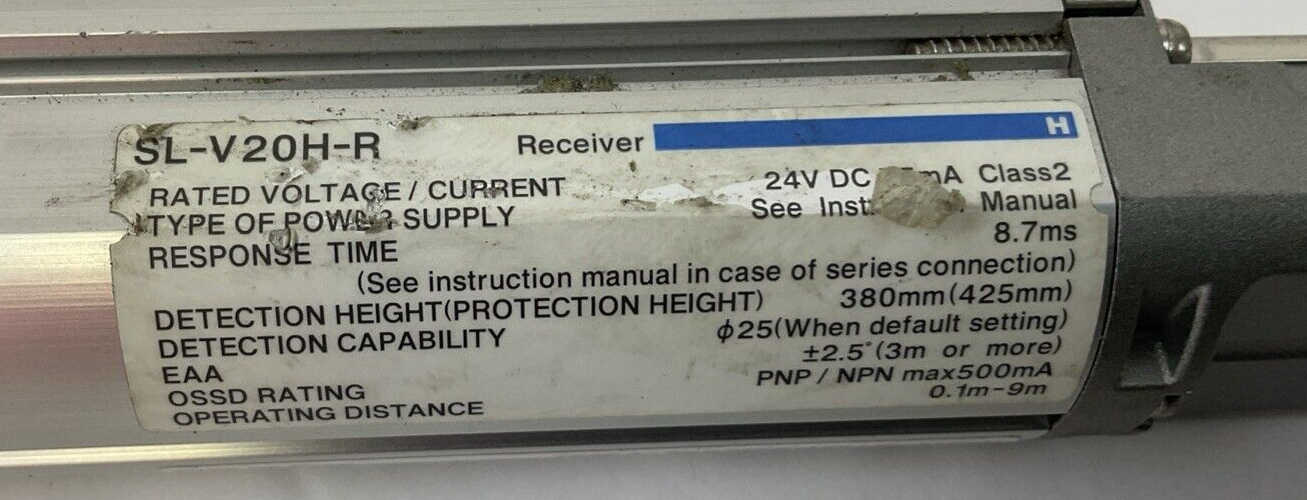 SL-V20H-R Receiver H
RATED VOLTAGE / CURRENT 24V DC mA Class2
TYPE OF POWER SUPPLY See Inst. Manual
RESPONSE TIME 8.7ms
(See instruction manual in case of series connection)
DETECTION HEIGHT(PROTECTION HEIGHT) 380mm(425mm)
DETECTION CAPABILITY ϕ25(When default setting)
EAA ±2.5°(3m or more)
OSSD RATING PNP / NPN max500mA
OPERATING DISTANCE 0.1m-9m